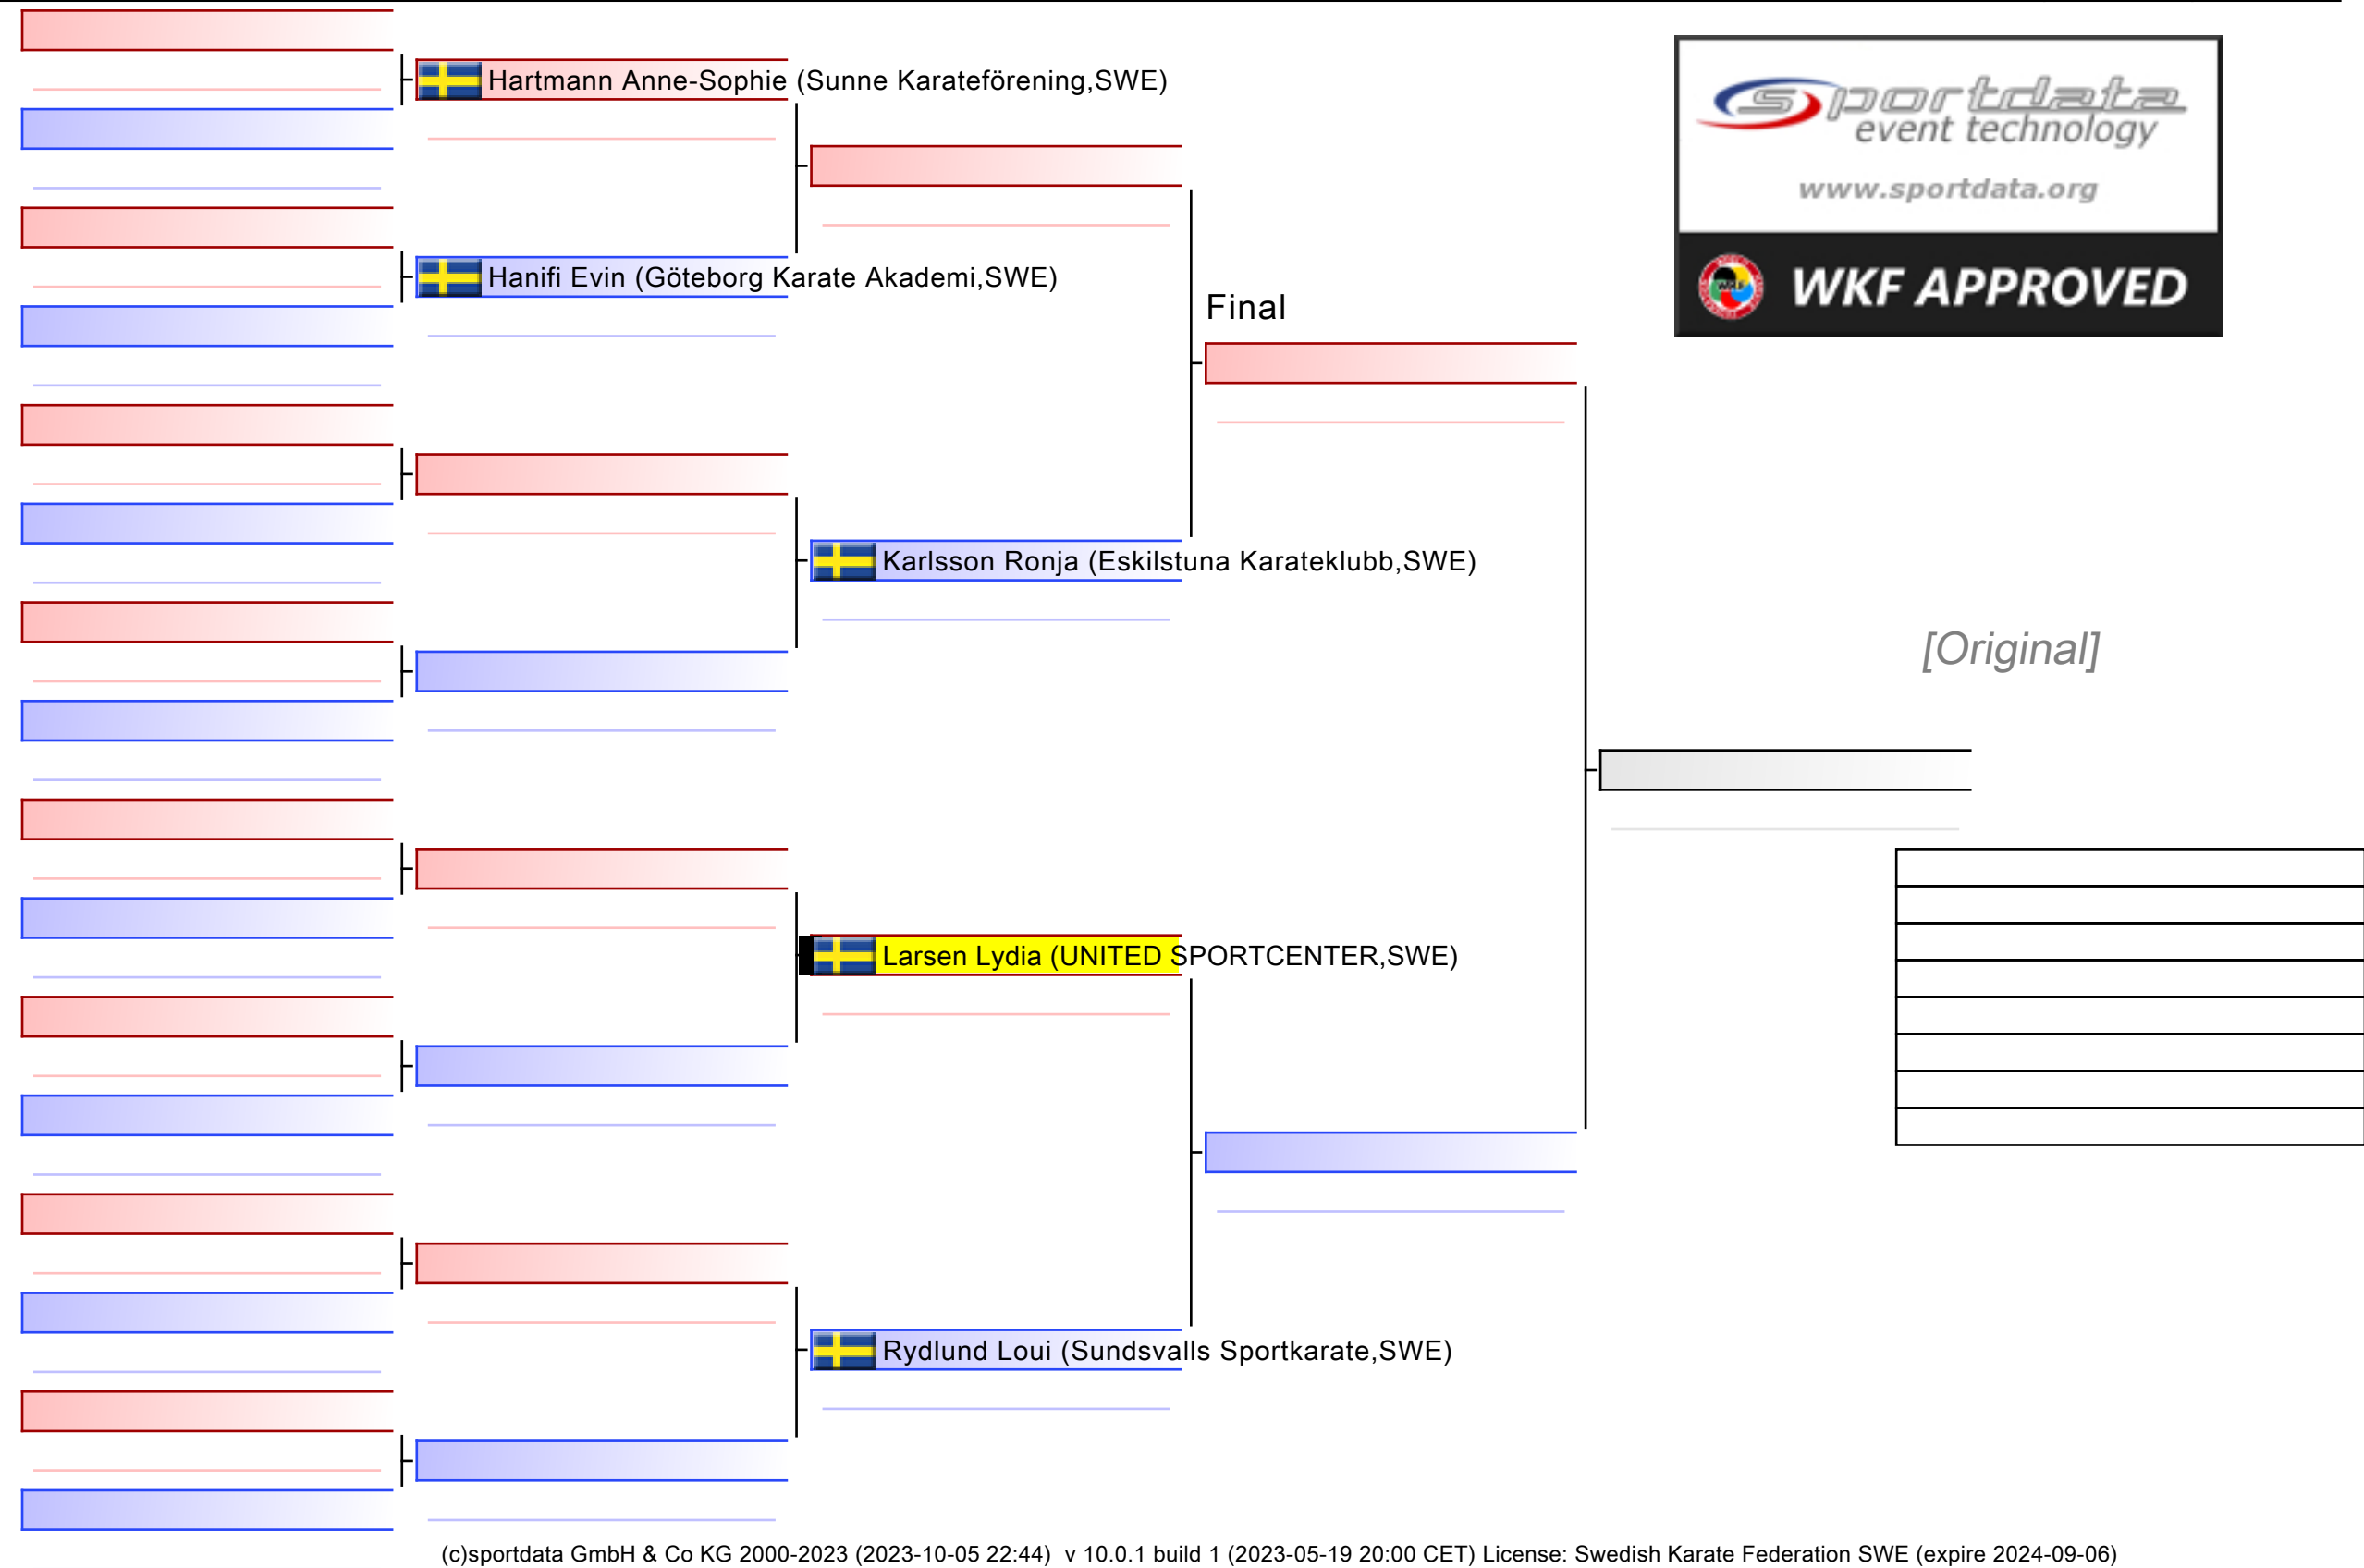 Hartmann Anne-Sophie (Sunne Karateförening,SWE)
sportdata
event technology
www.sportdata.org
WKF APPROVED
Hanifi Evin (Göteborg Karate Akademi,SWE)
Final
Karlsson Ronja (Eskilstuna Karateklubb,SWE)
[Original]
Larsen Lydia (UNITED SPORTCENTER,SWE)
Rydlund Loui (Sundsvalls Sportkarate,SWE)
(c)sportdata GmbH & Co KG 2000-2023 (2023-10-05 22:44)  v 10.0.1 build 1 (2023-05-19 20:00 CET) License: Swedish Karate Federation SWE (expire 2024-09-06)